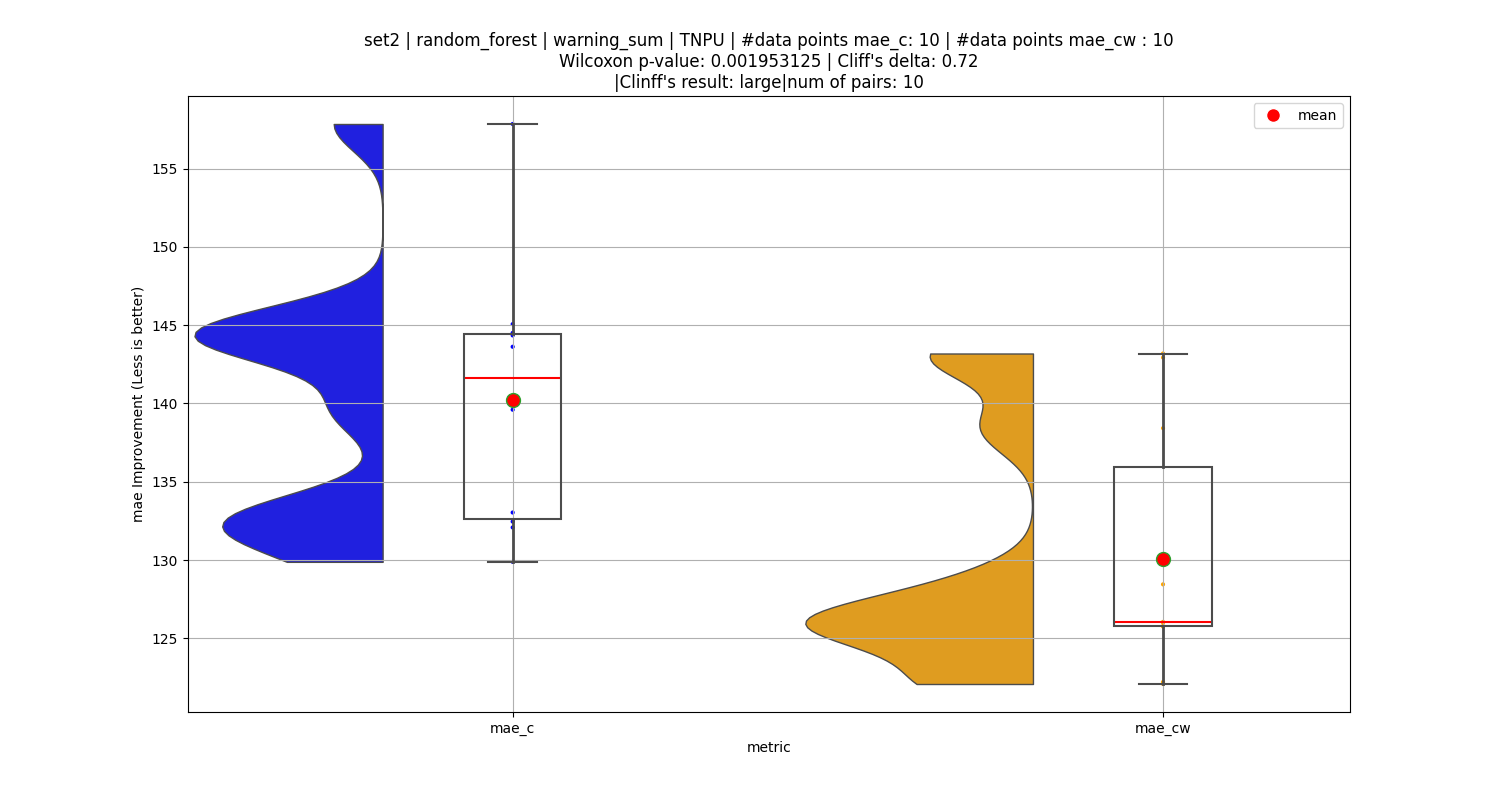 set2 | random_forest | warning_sum | TNPU | #data points mae_c: 10 | #data points mae_cw : 10
Wilcoxon p-value: 0.001953125 | Cliff's delta: 0.72
|Clinff's result: large|num of pairs: 10
mean
155
150
145
140
135
130
125
mae Improvement (Less is better)
mae_c
mae_cw
metric